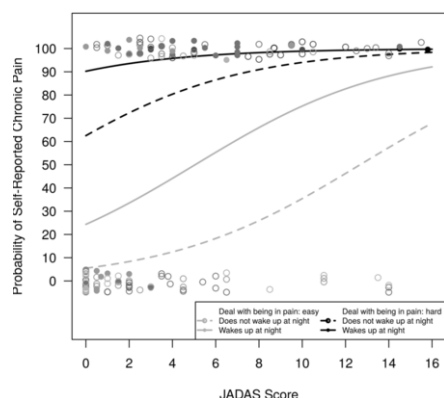 Probability of Self-Reported Chronic Pain
100
90
80
70
60
50
40
30
20
10
0
Deal with being in pain: easy
Does not wake up at night
Wakes up at night
Deal with being in pain: hard
Does not wake up at night
Wakes up at night
0 2 4 6 8 10 12 14 16
JADAS Score